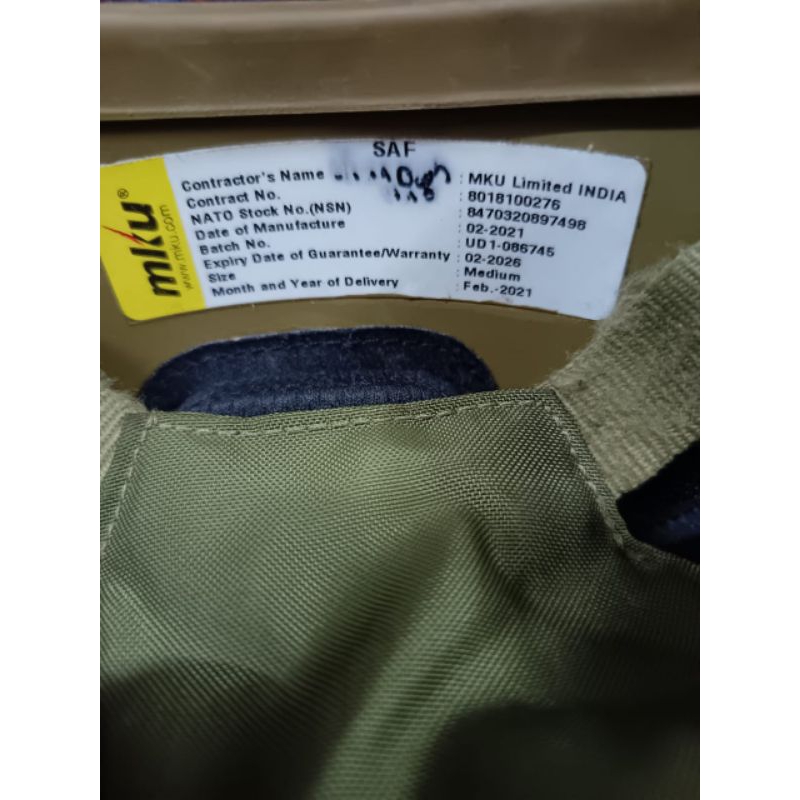 SAF
Contractor's Name : MKU Limited INDIA
Contract No. : 8018100276
NATO Stock No.(NSN) : 8470320897498
Date of Manufacture : 02-2021
Batch No. : UD1-086745
Expiry Date of Guarantee/Warranty : 02-2026
Size : Medium
Month and Year of Delivery : Feb.-2021
mku®
www.mku.com